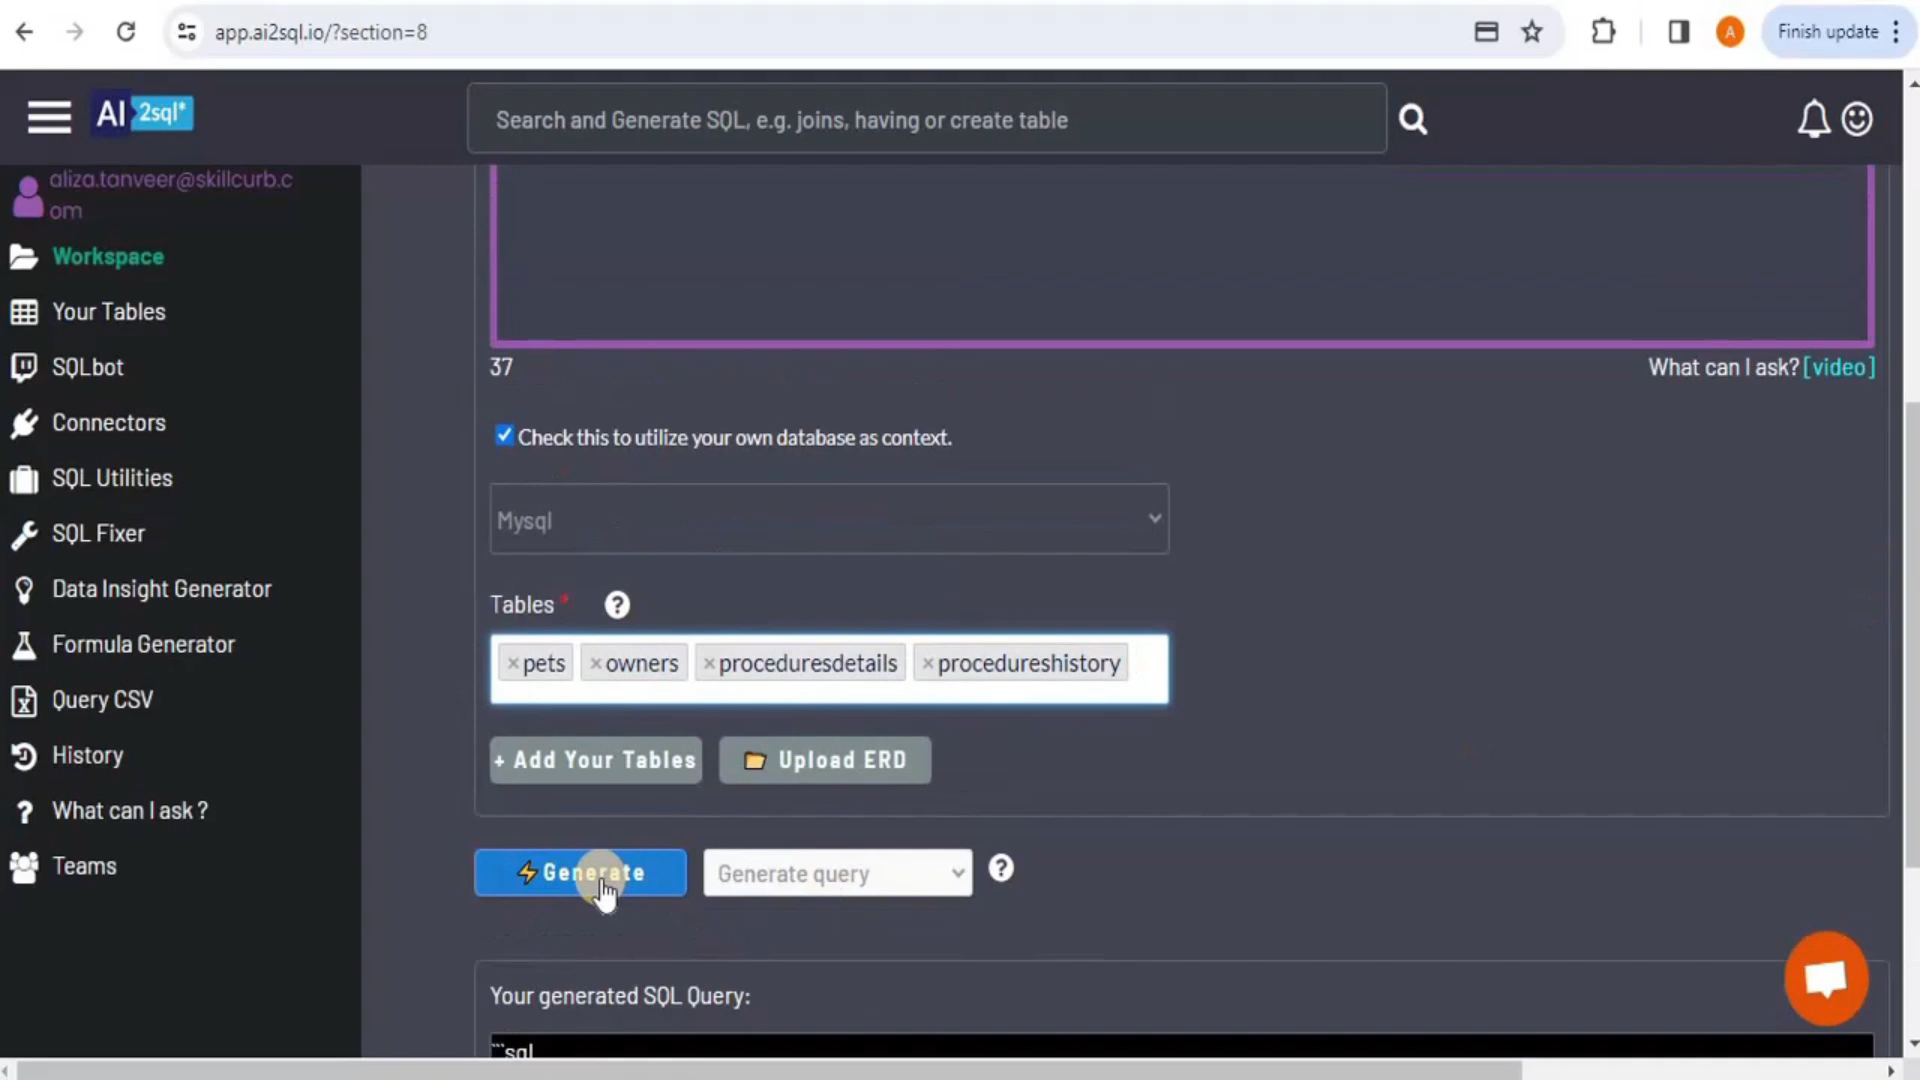 app.ai2sql.io/?section=8
A
Finish update
AI 2sql*
Search and Generate SQL, e.g. joins, having or create table
aliza.tanveer@skillcurb.c
om
Workspace
Your Tables
SQLbot
Connectors
SQL Utilities
SQL Fixer
Data Insight Generator
Formula Generator
Query CSV
History
What can I ask ?
Teams
37
What can I ask? [video]
Check this to utilize your own database as context.
Mysql
Tables * ?
×pets ×owners ×proceduresdetails ×procedureshistory
+ Add Your Tables
Upload ERD
Generate
Generate query
?
Your generated SQL Query:
```sql